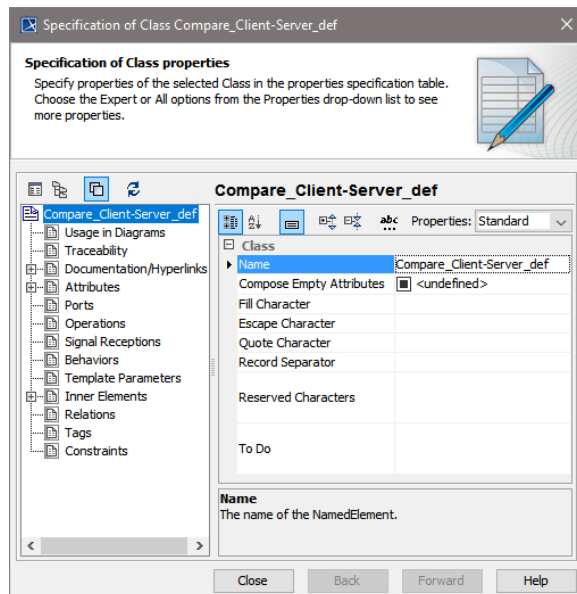 Specification of Class Compare_Client-Server_def
Specification of Class properties
Specify properties of the selected Class in the properties specification table.
Choose the Expert or All options from the Properties drop-down list to see
more properties.
Compare_Client-Server_def
Compare_Client-Server_def
Usage in Diagrams
Traceability
Documentation/Hyperlinks
Attributes
Ports
Operations
Signal Receptions
Behaviors
Template Parameters
Inner Elements
Relations
Tags
Constraints
abc Properties: Standard
Class
Name Compare_Client-Server_def
Compose Empty Attributes <undefined>
Fill Character
Escape Character
Quote Character
Record Separator
Reserved Characters
To Do
Name
The name of the NamedElement.
Close Back Forward Help